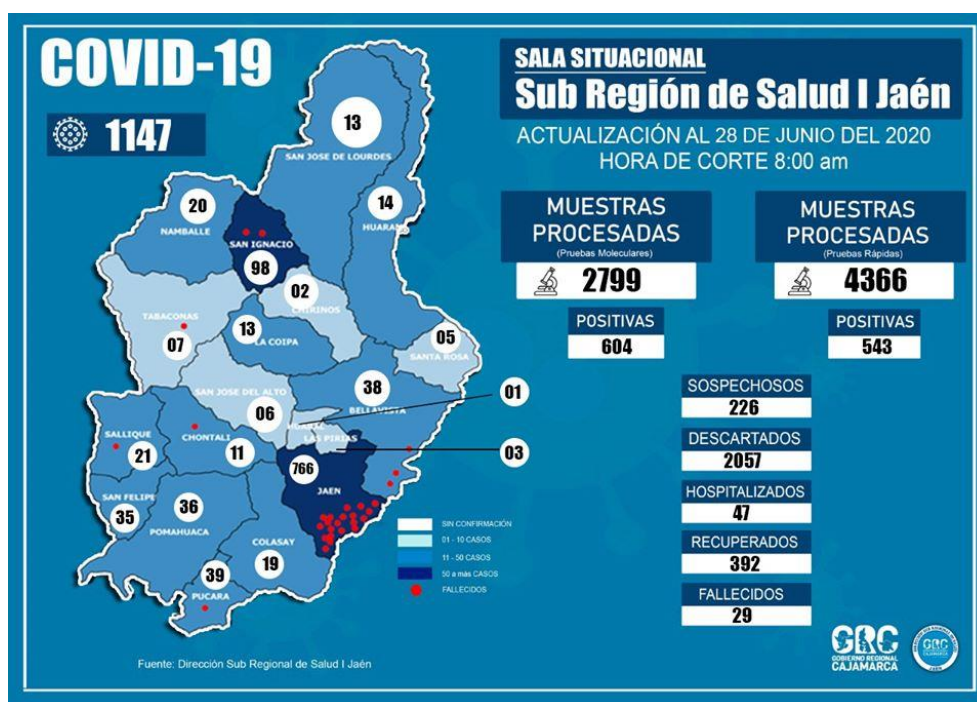 COVID-19
1147
SALA SITUACIONAL
Sub Región de Salud I Jaén
ACTUALIZACIÓN AL 28 DE JUNIO DEL 2020
HORA DE CORTE 8:00 am
MUESTRAS
PROCESADAS
(Pruebas Moleculares)
2799
POSITIVAS
604
MUESTRAS
PROCESADAS
(Pruebas Rápidas)
4366
POSITIVAS
543
SOSPECHOSOS
226
DESCARTADOS
2057
HOSPITALIZADOS
47
RECUPERADOS
392
FALLECIDOS
29
13
SAN JOSE DE LOURDES
14
HUARAN
20
NAMBALLE
SAN IGNACIO
98
02
CHIRINOS
TABACONAS
07
13
LA COIPA
05
SANTA ROSA
SAN JOSE DEL ALTO
06
38
BELLAVISTA
01
LAS PIRIAS
03
SALLIQUE
21
CHONTALI
11
766
JAEN
SAN FELIPE
35
36
POMAHUACA
COLASAY
19
39
PUCARA
SIN CONFIRMACIÓN
01 - 10 CASOS
11 - 50 CASOS
50 a más CASOS
FALLECIDOS
Fuente: Dirección Sub Regional de Salud I Jaén
GRC
GOBIERNO REGIONAL
CAJAMARCA
GRC